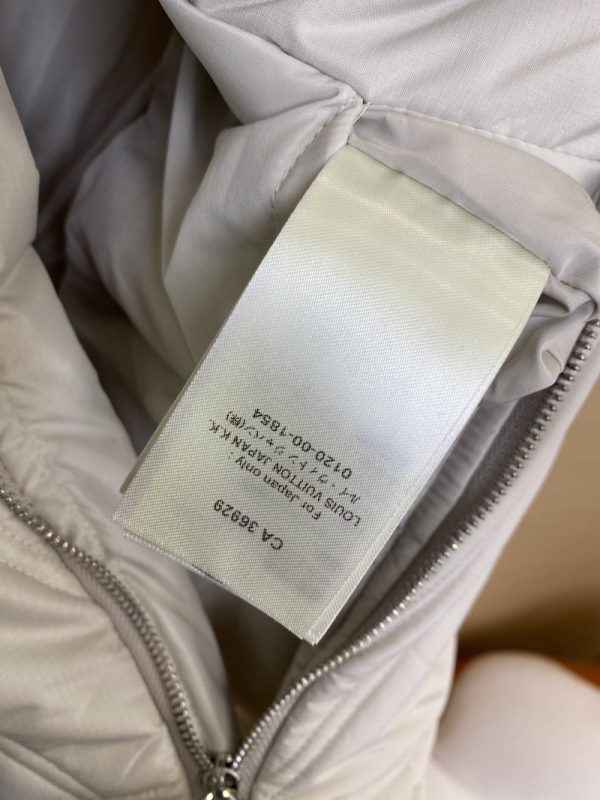 CA 36929
For Japan only :
LOUIS VUITTON JAPAN K.K.
ルイ・ヴィトンジャパン(株)
0120-00-1854